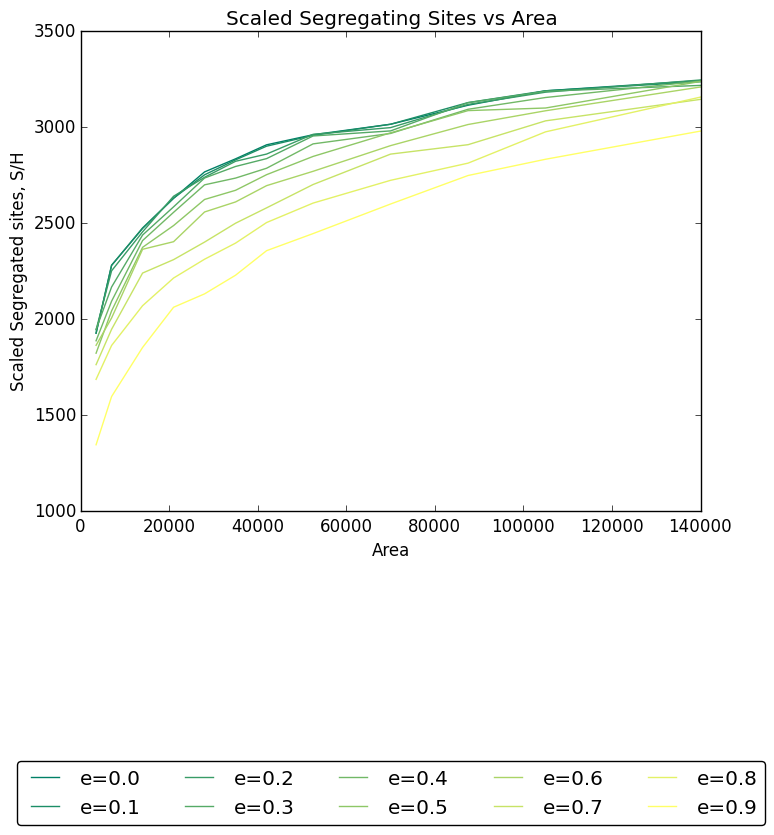 Scaled Segregating Sites vs Area
3500
3000
2500
2000
1500
1000
Scaled Segregated sites, S/H
0 20000 40000 60000 80000 100000 120000 140000
Area
e=0.0 e=0.2 e=0.4 e=0.6 e=0.8
e=0.1 e=0.3 e=0.5 e=0.7 e=0.9